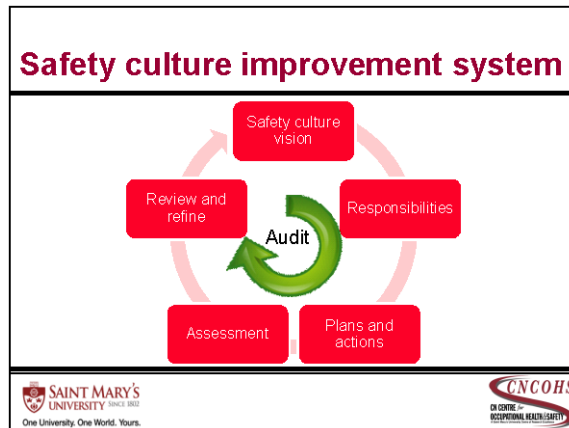 Safety culture improvement system
Safety culture
vision
Responsibilities
Plans and
actions
Assessment
Review and
refine
Audit
SAINT MARY'S
UNIVERSITY SINCE 1802
One University. One World. Yours.
CNCOHS
CN CENTRE for
OCCUPATIONAL HEALTH&SAFETY